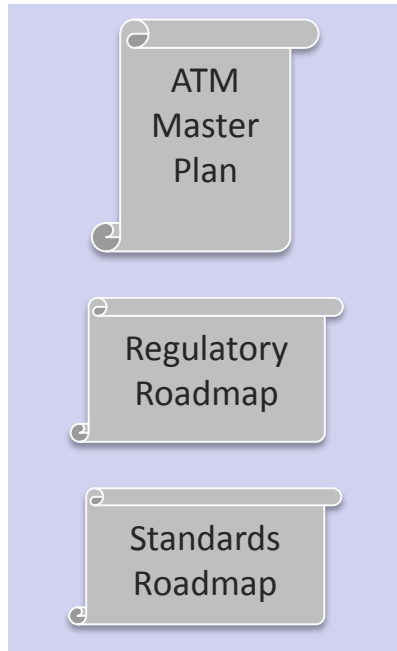 ATM
Master
Plan
Regulatory
Roadmap
Standards
Roadmap